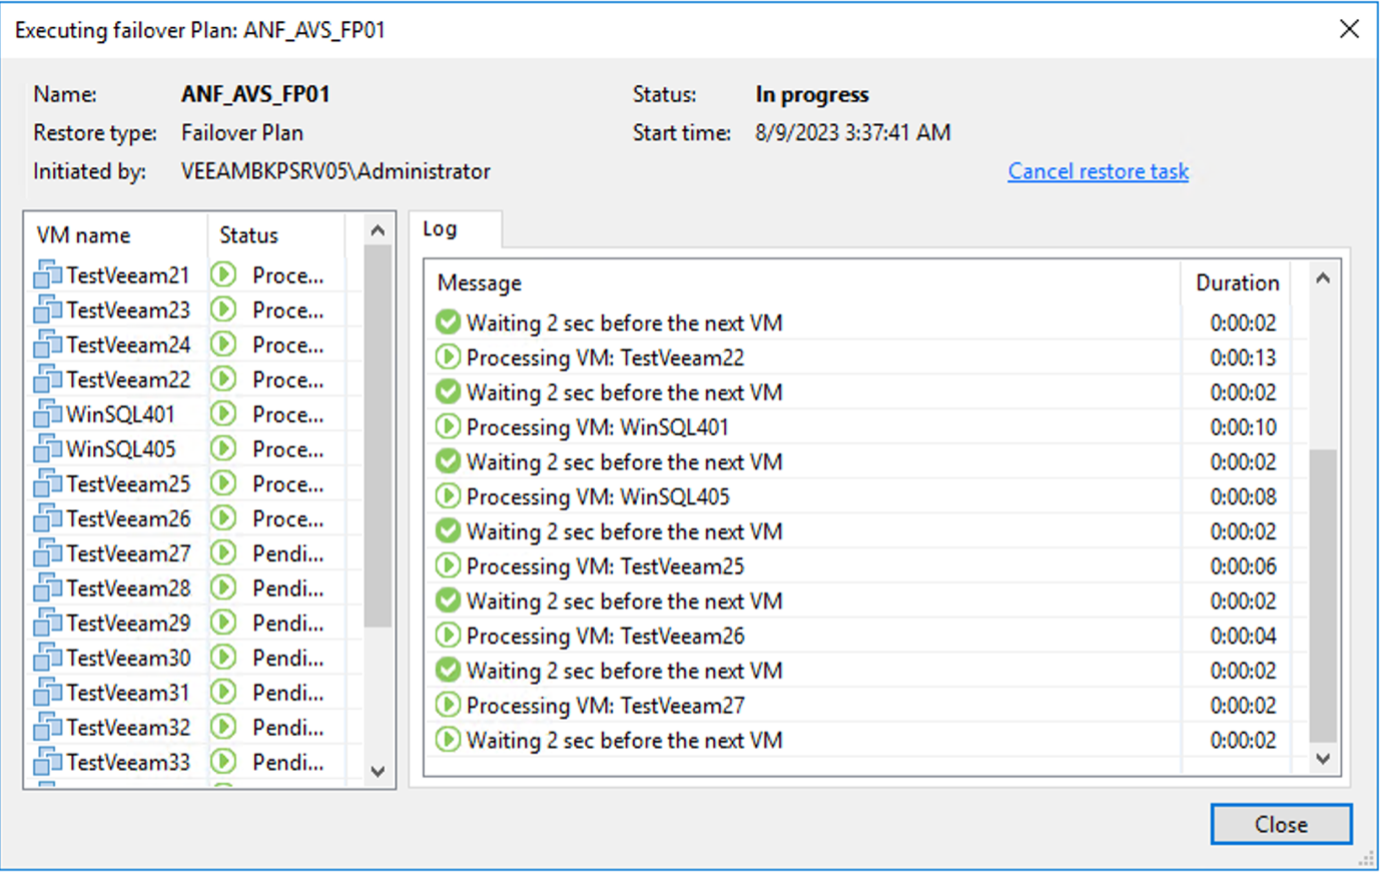 Executing failover Plan: ANF_AVS_FP01
Name: ANF_AVS_FP01 Status: In progress
Restore type: Failover Plan Start time: 8/9/2023 3:37:41 AM
Initiated by: VEEAMBKPSRV05\Administrator Cancel restore task
VM name Status
TestVeeam21 Proce...
TestVeeam23 Proce...
TestVeeam24 Proce...
TestVeeam22 Proce...
WinSQL401 Proce...
WinSQL405 Proce...
TestVeeam25 Proce...
TestVeeam26 Proce...
TestVeeam27 Pendi...
TestVeeam28 Pendi...
TestVeeam29 Pendi...
TestVeeam30 Pendi...
TestVeeam31 Pendi...
TestVeeam32 Pendi...
TestVeeam33 Pendi...
Log
Message Duration
Waiting 2 sec before the next VM 0:00:02
Processing VM: TestVeeam22 0:00:13
Waiting 2 sec before the next VM 0:00:02
Processing VM: WinSQL401 0:00:10
Waiting 2 sec before the next VM 0:00:02
Processing VM: WinSQL405 0:00:08
Waiting 2 sec before the next VM 0:00:02
Processing VM: TestVeeam25 0:00:06
Waiting 2 sec before the next VM 0:00:02
Processing VM: TestVeeam26 0:00:04
Waiting 2 sec before the next VM 0:00:02
Processing VM: TestVeeam27 0:00:02
Waiting 2 sec before the next VM 0:00:02
Close